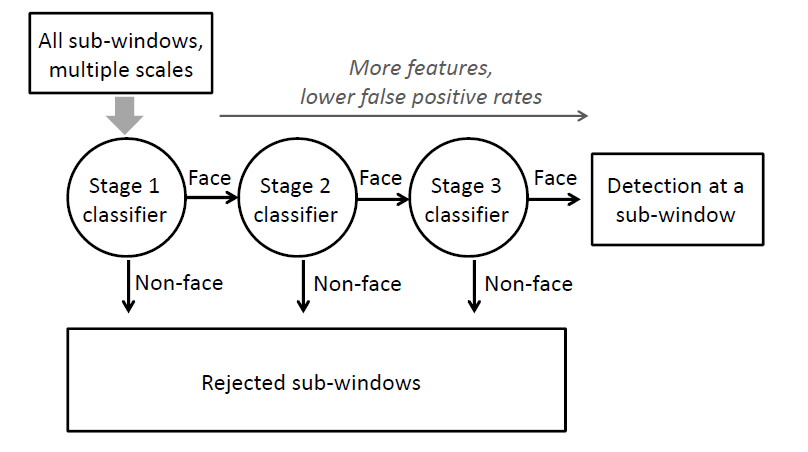 All sub-windows,
multiple scales
More features,
lower false positive rates
Stage 1
classifier
Face
Stage 2
classifier
Face
Stage 3
classifier
Face
Detection at a
sub-window
Non-face
Non-face
Non-face
Rejected sub-windows